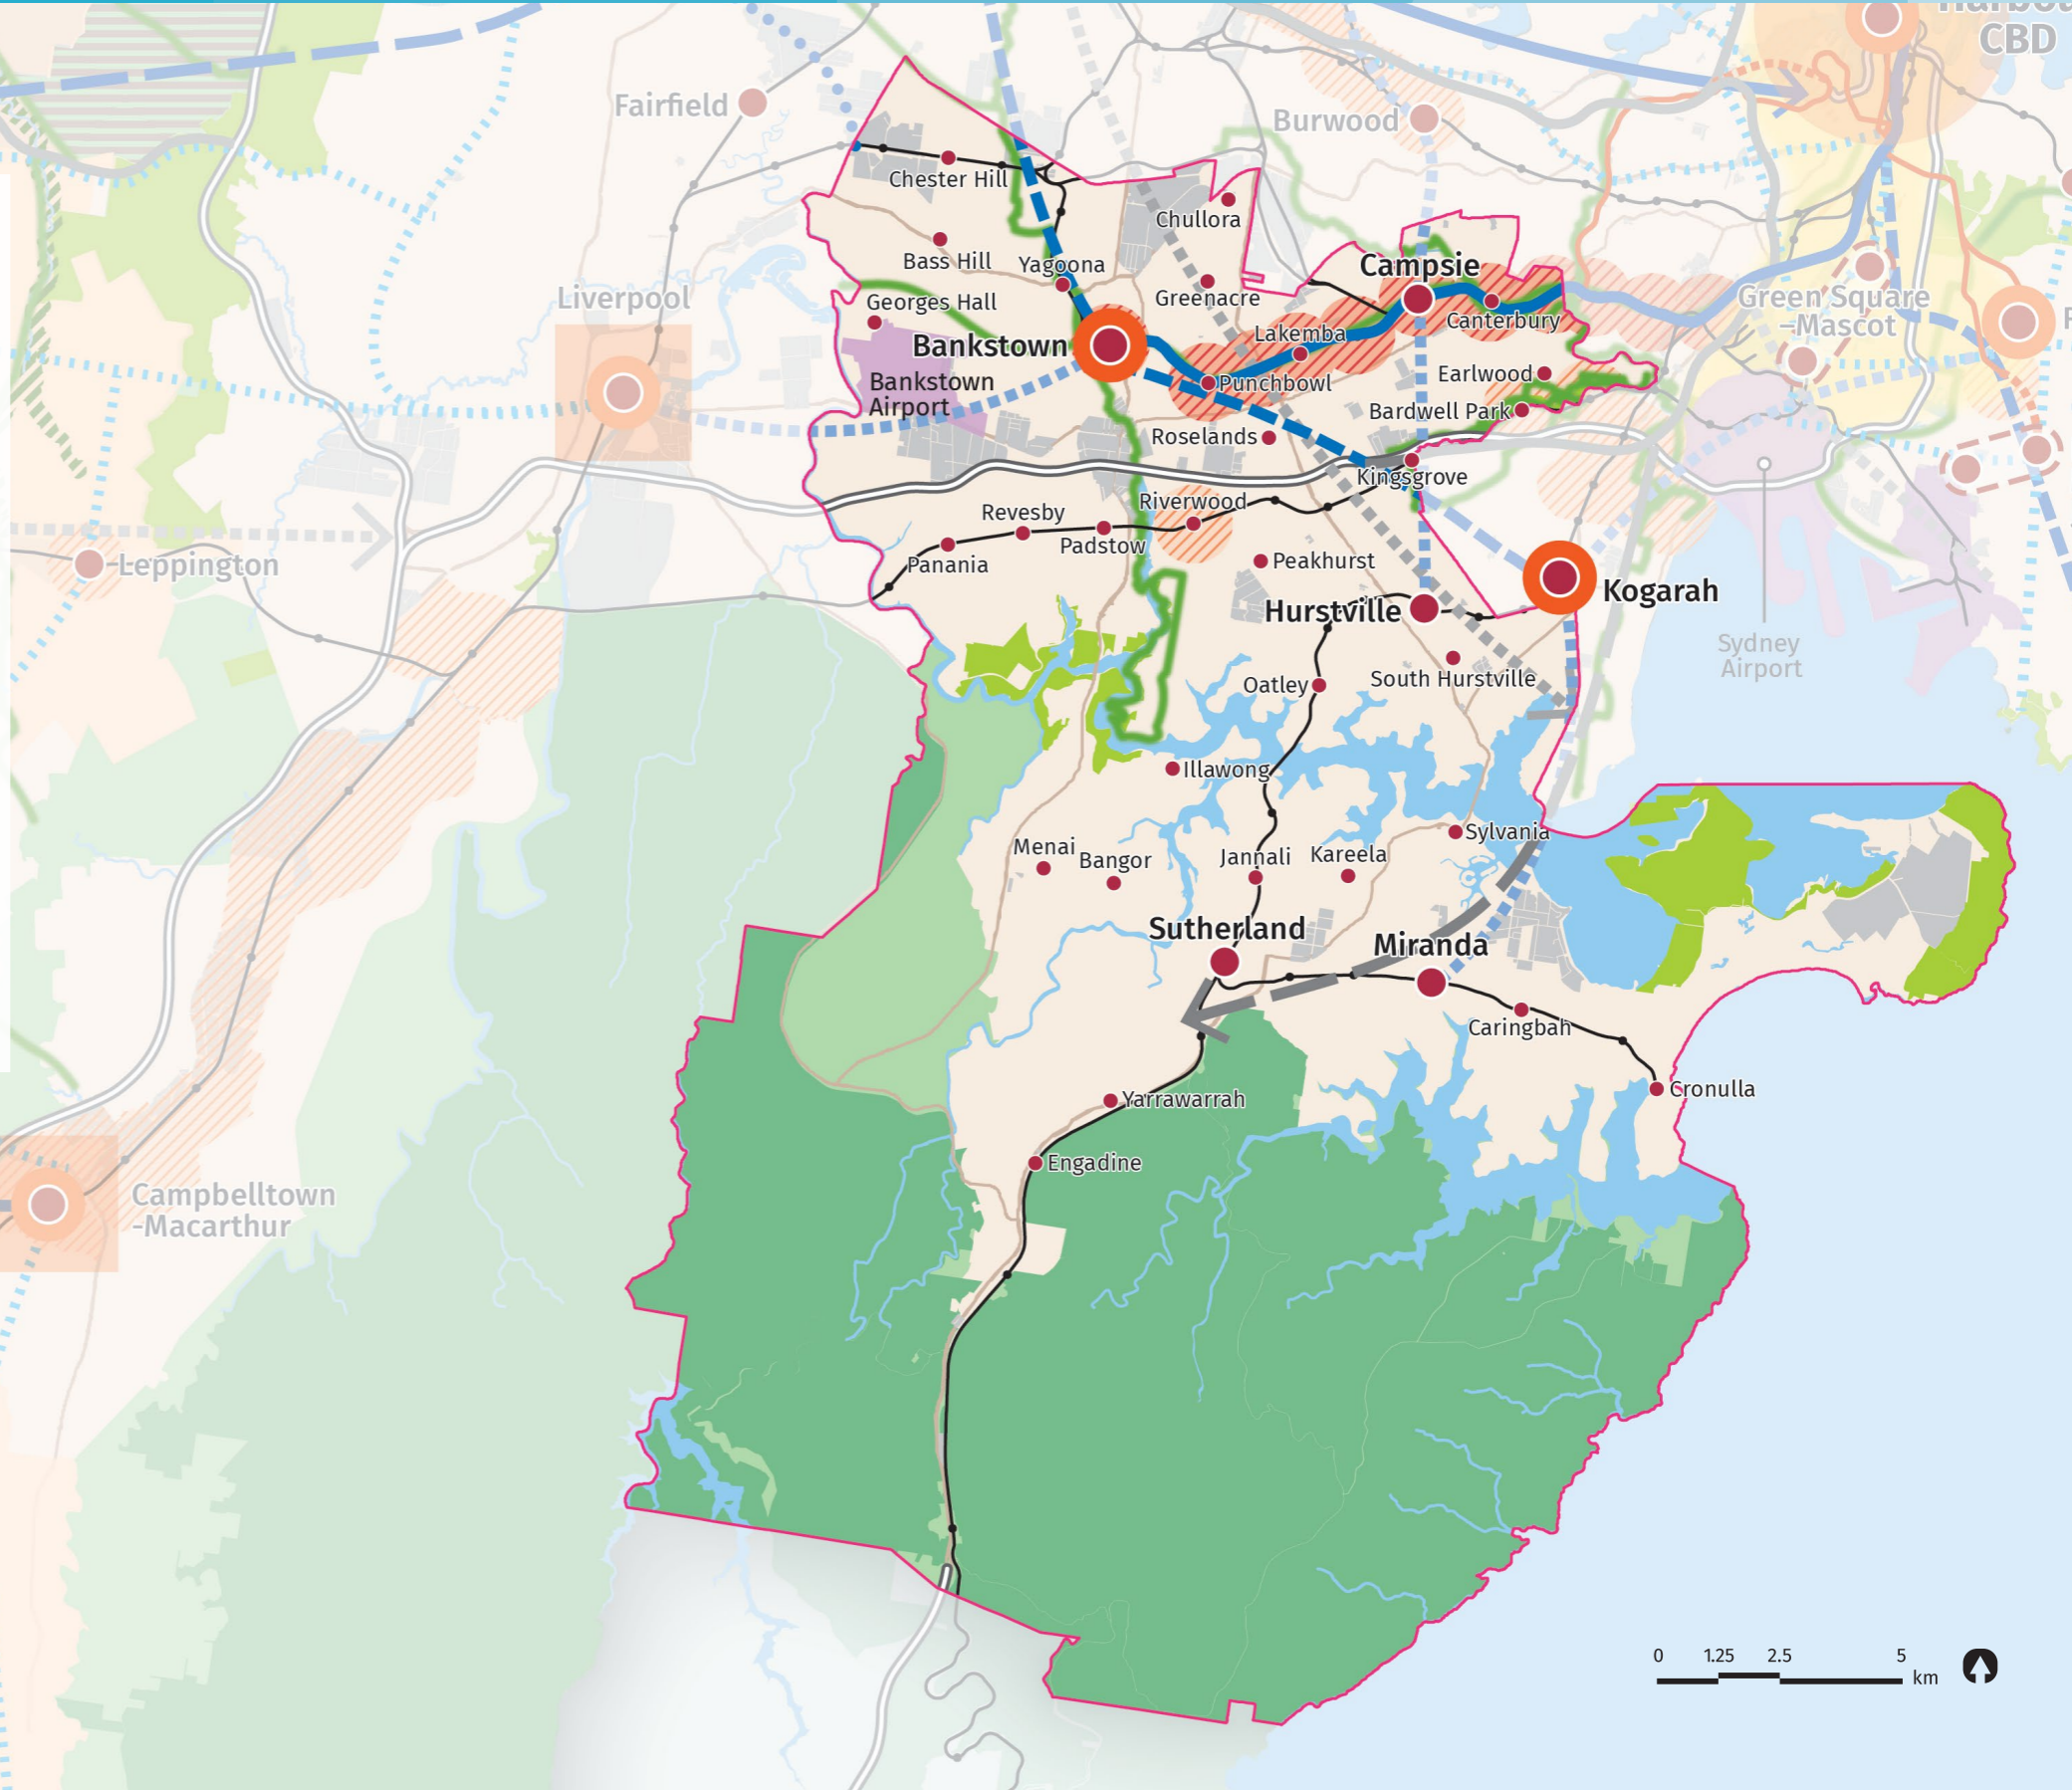 CBD
Fairfield
Burwood
Chester Hill
Chullora
Bass Hill
Yagoona
Campsie
Liverpool
Georges Hall
Greenacre
Green Square
–Mascot
Canterbury
Lakemba
Bankstown
Bankstown
Airport
Punchbowl
Earlwood
Bardwell Park
Roselands
Kingsgrove
Riverwood
Revesby
Padstow
Panania
Peakhurst
Leppington
Kogarah
Hurstville
Sydney
Airport
South Hurstville
Oatley
Illawong
Sylvania
Menai
Bangor
Jannali
Kareela
Sutherland
Miranda
Caringbah
Cronulla
Yarrawarrah
Engadine
Campbelltown
-Macarthur
0 1.25 2.5 5
km